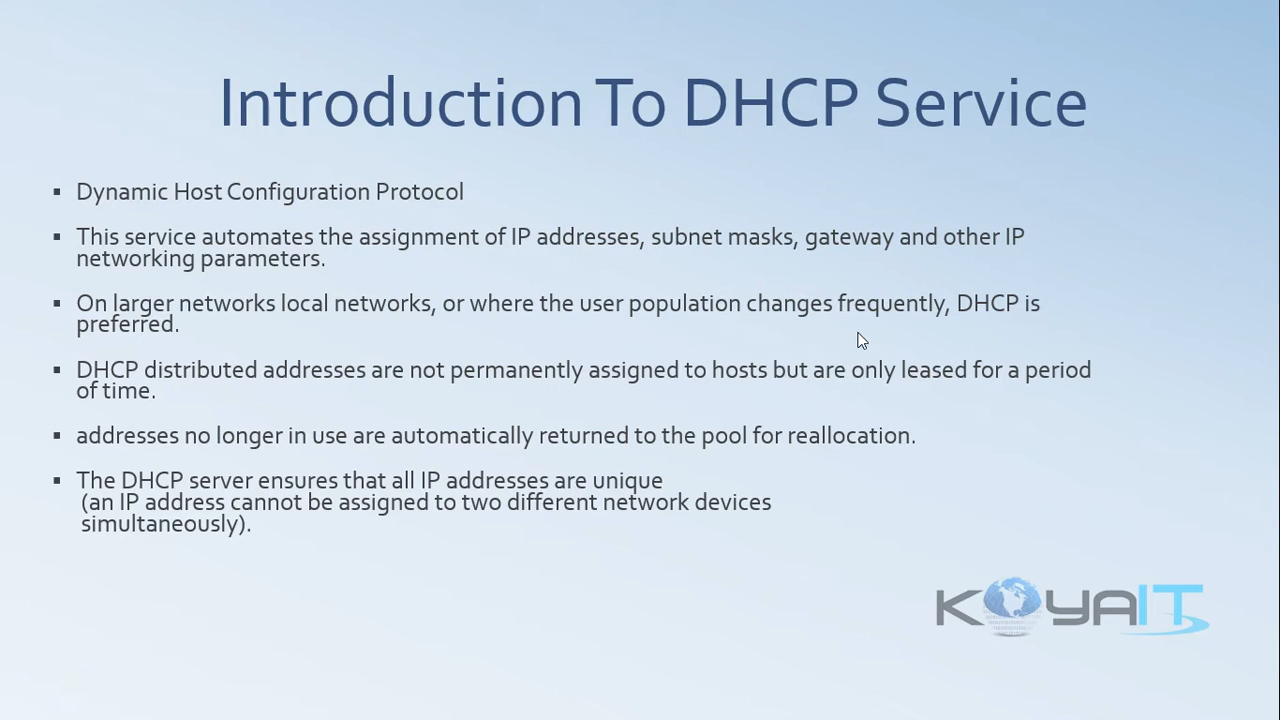 Introduction To DHCP Service
▪ Dynamic Host Configuration Protocol
▪ This service automates the assignment of IP addresses, subnet masks, gateway and other IP
networking parameters.
▪ On larger networks local networks, or where the user population changes frequently, DHCP is
preferred.
▪ DHCP distributed addresses are not permanently assigned to hosts but are only leased for a period
of time.
▪ addresses no longer in use are automatically returned to the pool for reallocation.
▪ The DHCP server ensures that all IP addresses are unique
(an IP address cannot be assigned to two different network devices
simultaneously).
KOYAIT